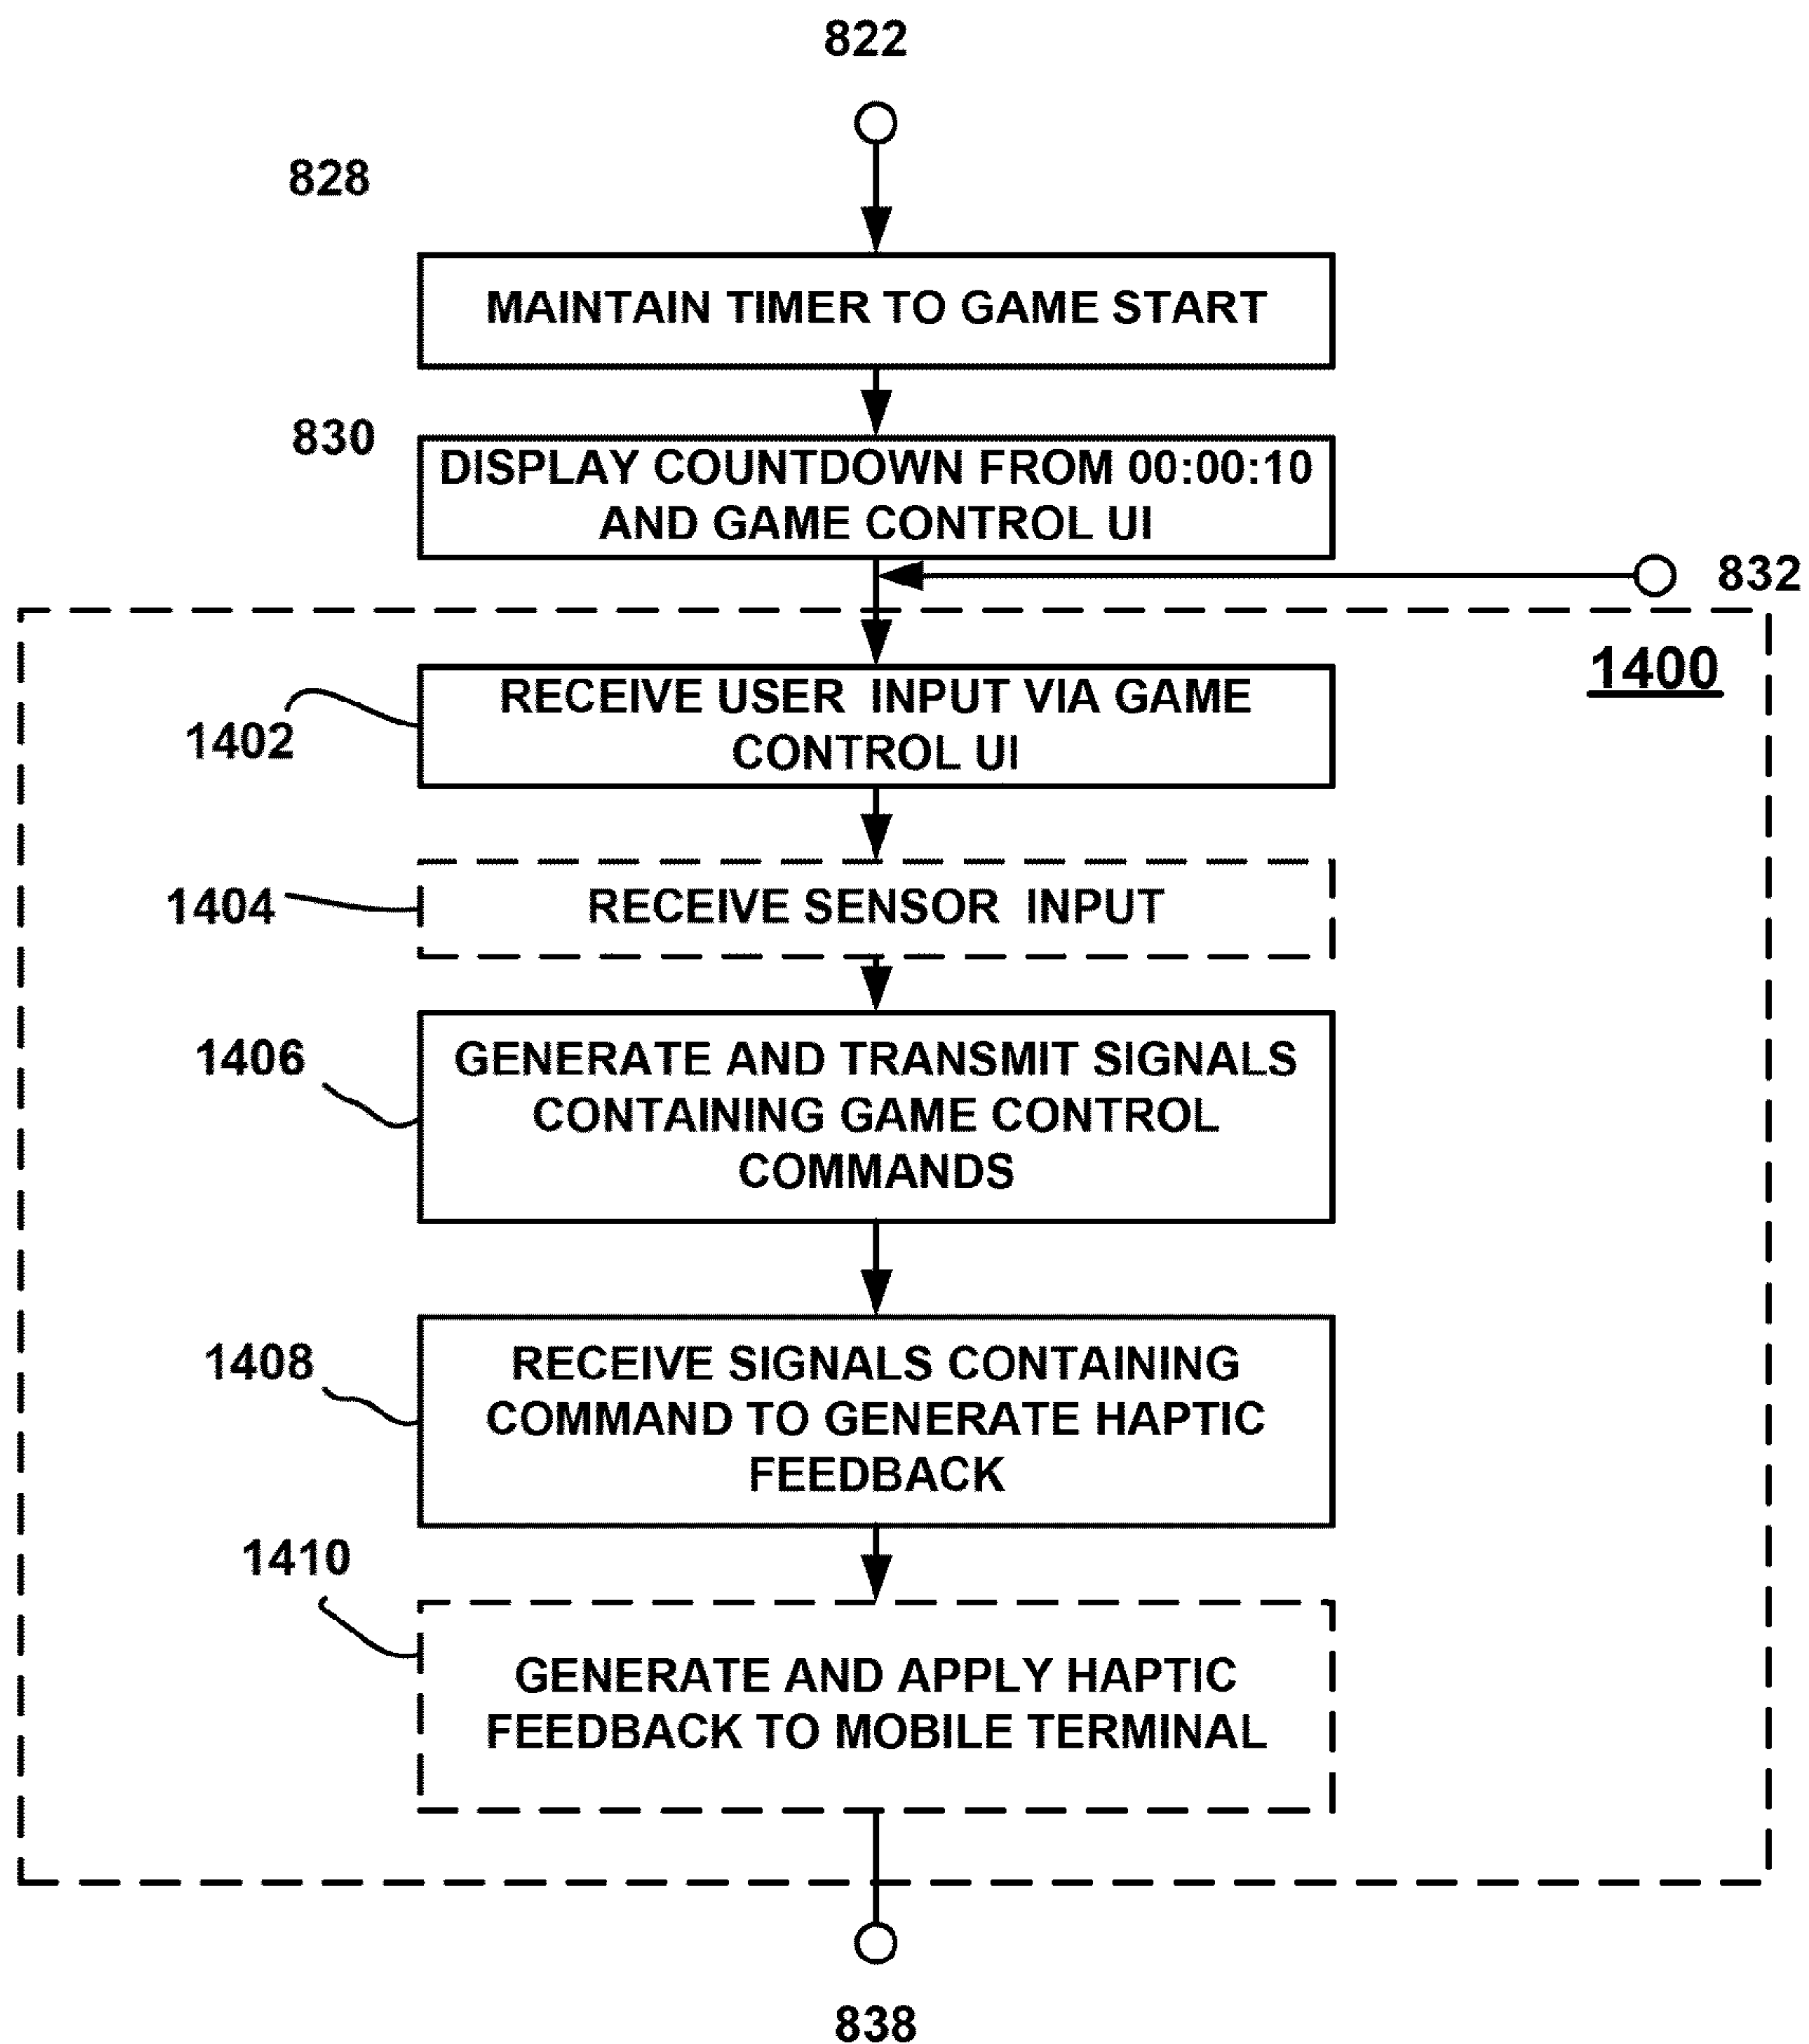 822
828
MAINTAIN TIMER TO GAME START
830
DISPLAY COUNTDOWN FROM 00:00:10
AND GAME CONTROL UI
832
1400
RECEIVE USER INPUT VIA GAME
CONTROL UI
1402
1404
RECEIVE SENSOR INPUT
1406
GENERATE AND TRANSMIT SIGNALS
CONTAINING GAME CONTROL
COMMANDS
1408
RECEIVE SIGNALS CONTAINING
COMMAND TO GENERATE HAPTIC
FEEDBACK
1410
GENERATE AND APPLY HAPTIC
FEEDBACK TO MOBILE TERMINAL
838